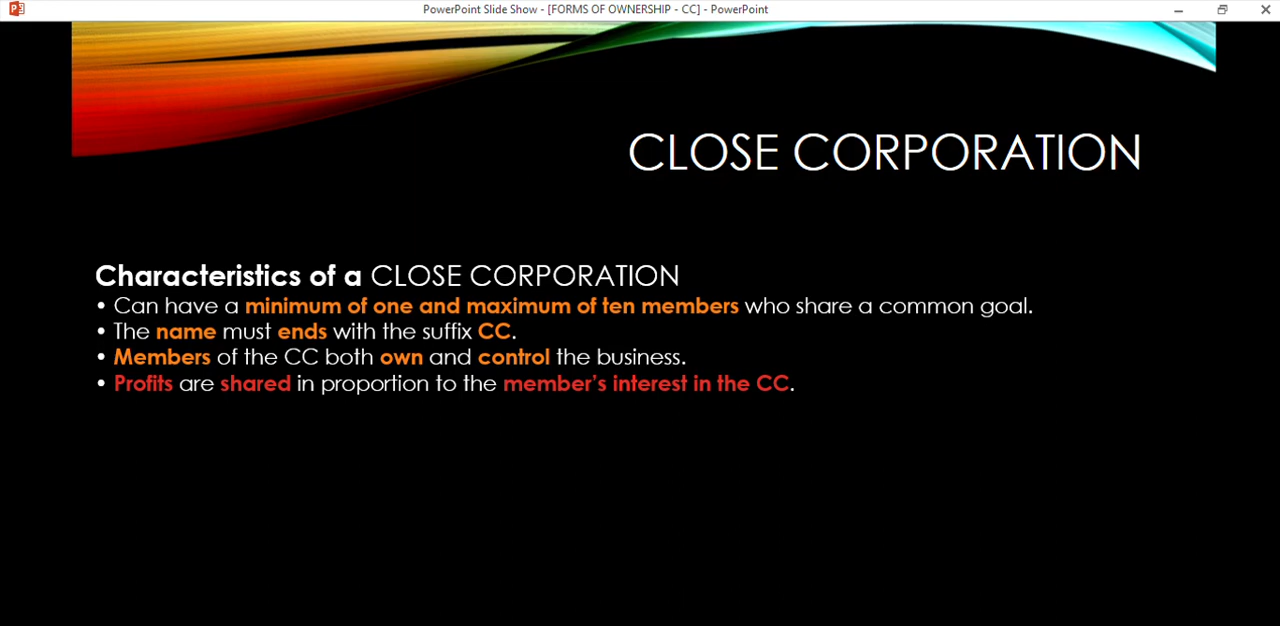 PowerPoint Slide Show - [FORMS OF OWNERSHIP - CC] - PowerPoint
CLOSE CORPORATION
Characteristics of a CLOSE CORPORATION
• Can have a minimum of one and maximum of ten members who share a common goal.
• The name must ends with the suffix CC.
• Members of the CC both own and control the business.
• Profits are shared in proportion to the member's interest in the CC.